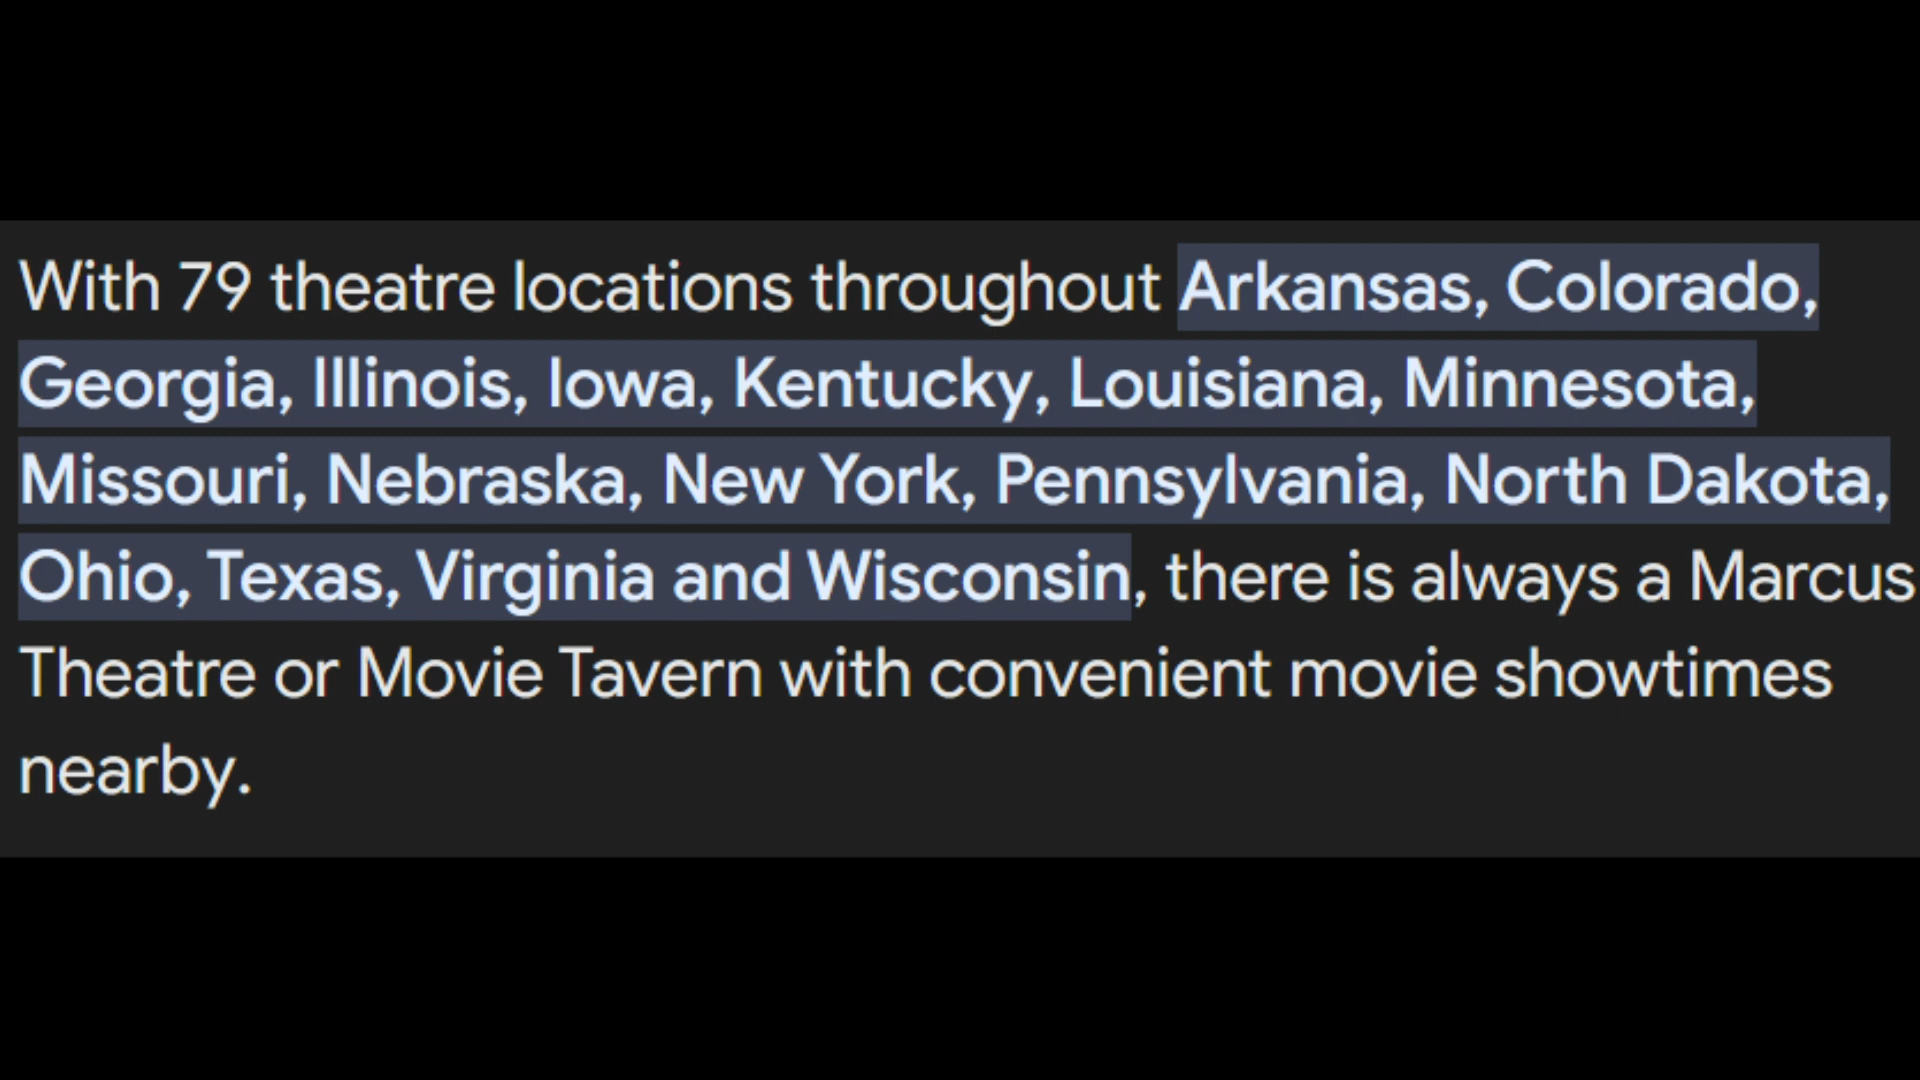 With 79 theatre locations throughout Arkansas, Colorado,
Georgia, Illinois, Iowa, Kentucky, Louisiana, Minnesota,
Missouri, Nebraska, New York, Pennsylvania, North Dakota,
Ohio, Texas, Virginia and Wisconsin, there is always a Marcus
Theatre or Movie Tavern with convenient movie showtimes
nearby.